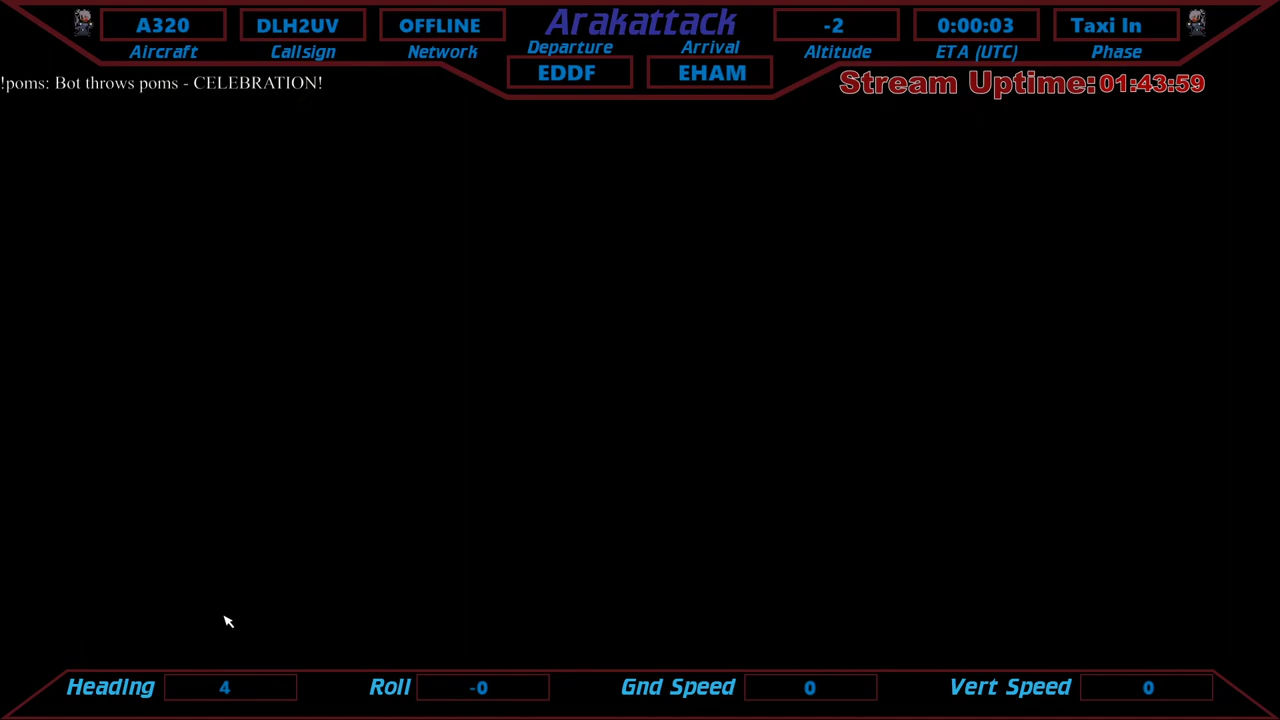 A320 DLH2UV OFFLINE Arakattack -2 0:00:03 Taxi In
Aircraft Callsign Network Departure Arrival Altitude ETA (UTC) Phase
EDDF EHAM
!poms: Bot throws poms - CELEBRATION! Stream Uptime: 01:43:59
Heading 4 Roll -0 Gnd Speed 0 Vert Speed 0